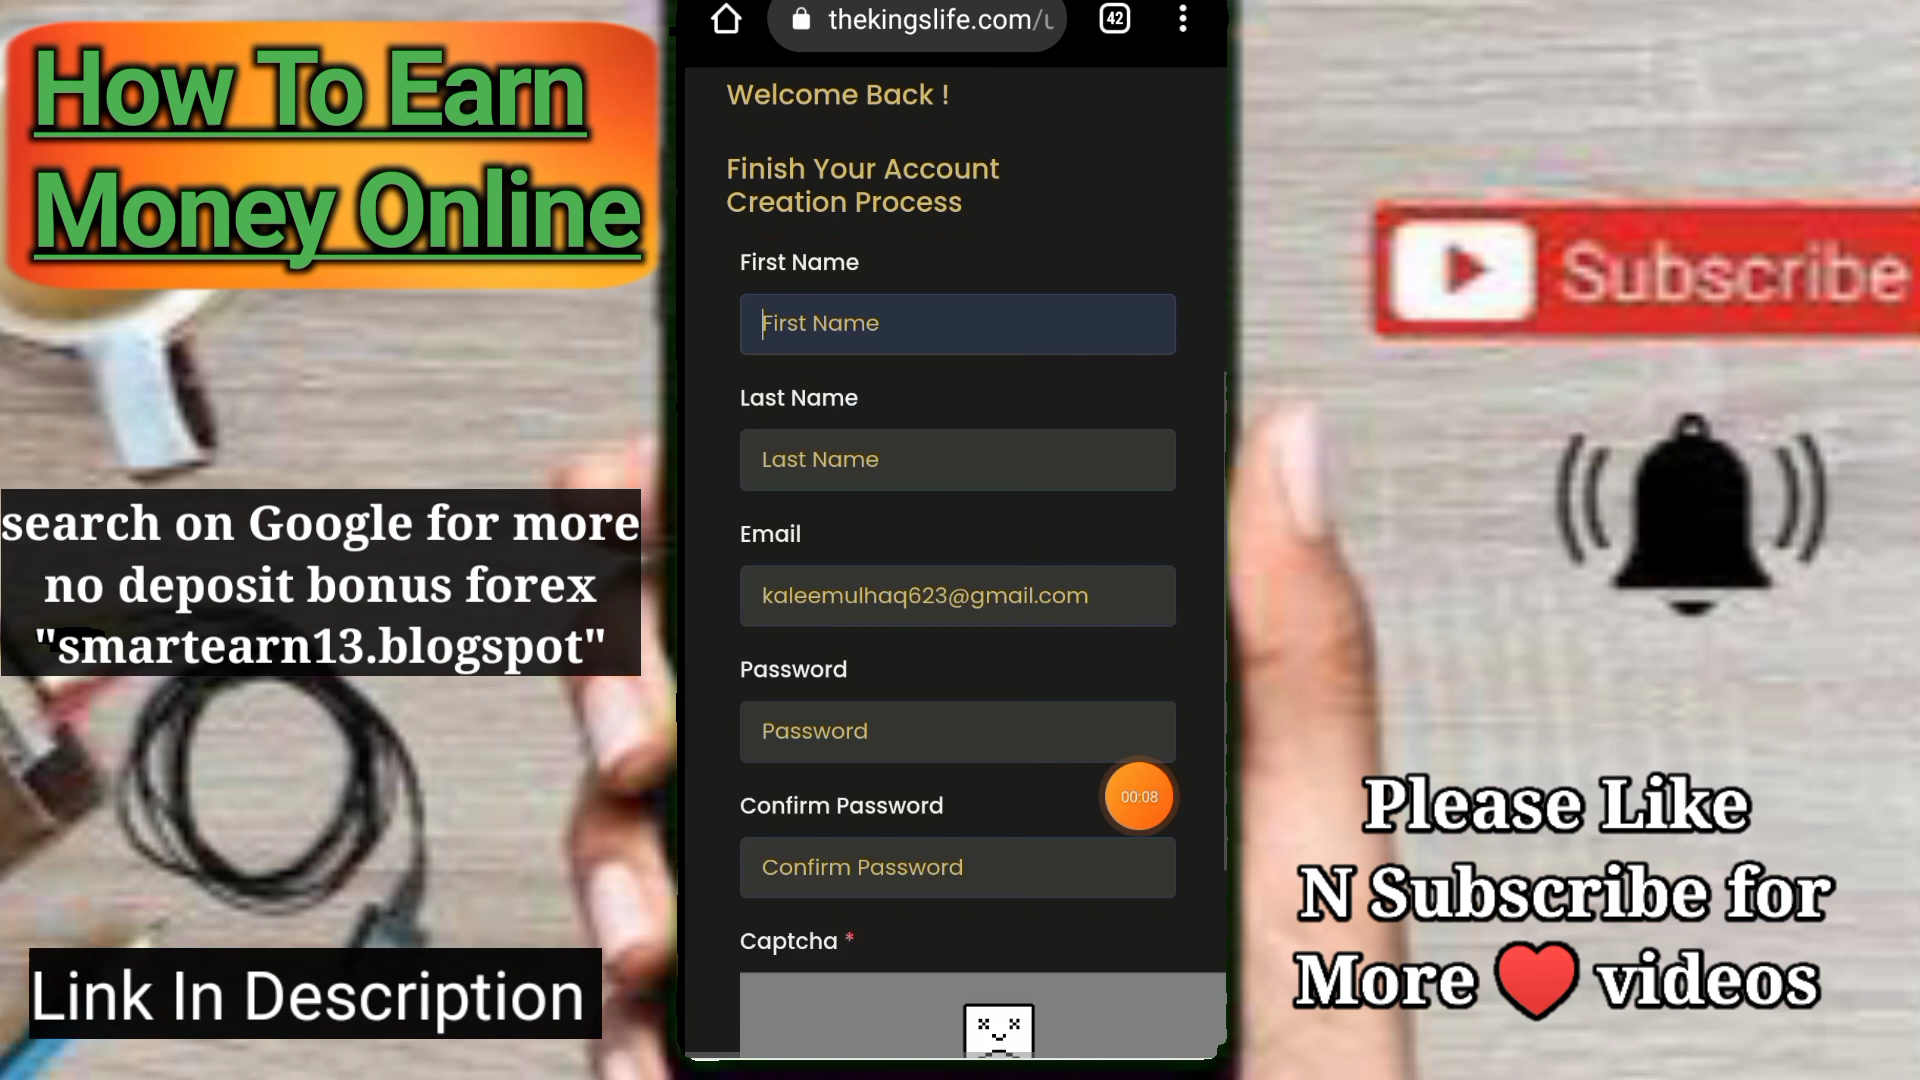 How To Earn
Money Online
search on Google for more
no deposit bonus forex
"smartearn13.blogspot"
Link In Description
thekingslife.com/u
42
Welcome Back !
Finish Your Account
Creation Process
First Name
First Name
Last Name
Last Name
Email
kaleemulhaq623@gmail.com
Password
Password
00:08
Confirm Password
Confirm Password
Captcha *
Subscribe
Please Like
N Subscribe for
More ❤️ videos